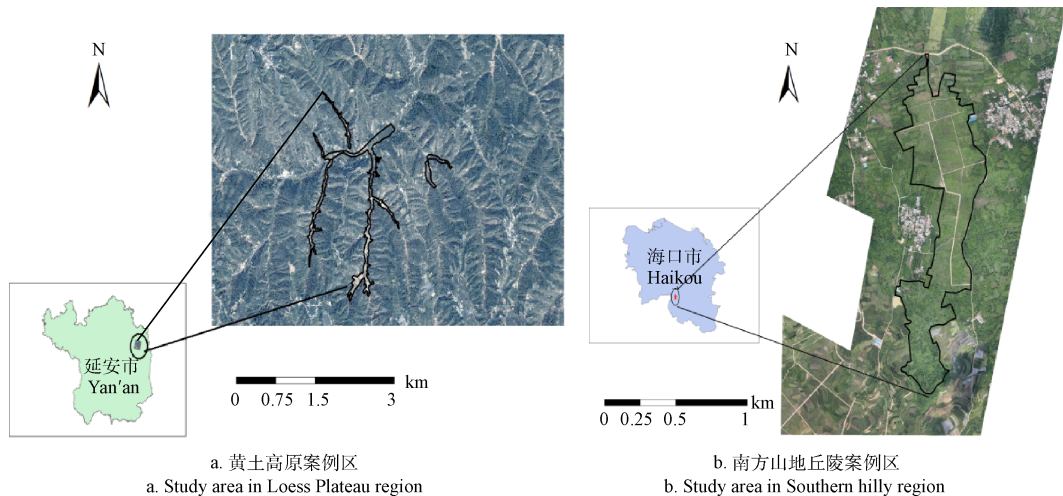 N
延安市
Yan'an
km
0 0.75 1.5 3
a. 黄土高原案例区
a. Study area in Loess Plateau region
N
海口市
Haikou
km
0 0.25 0.5 1
b. 南方山地丘陵案例区
b. Study area in Southern hilly region